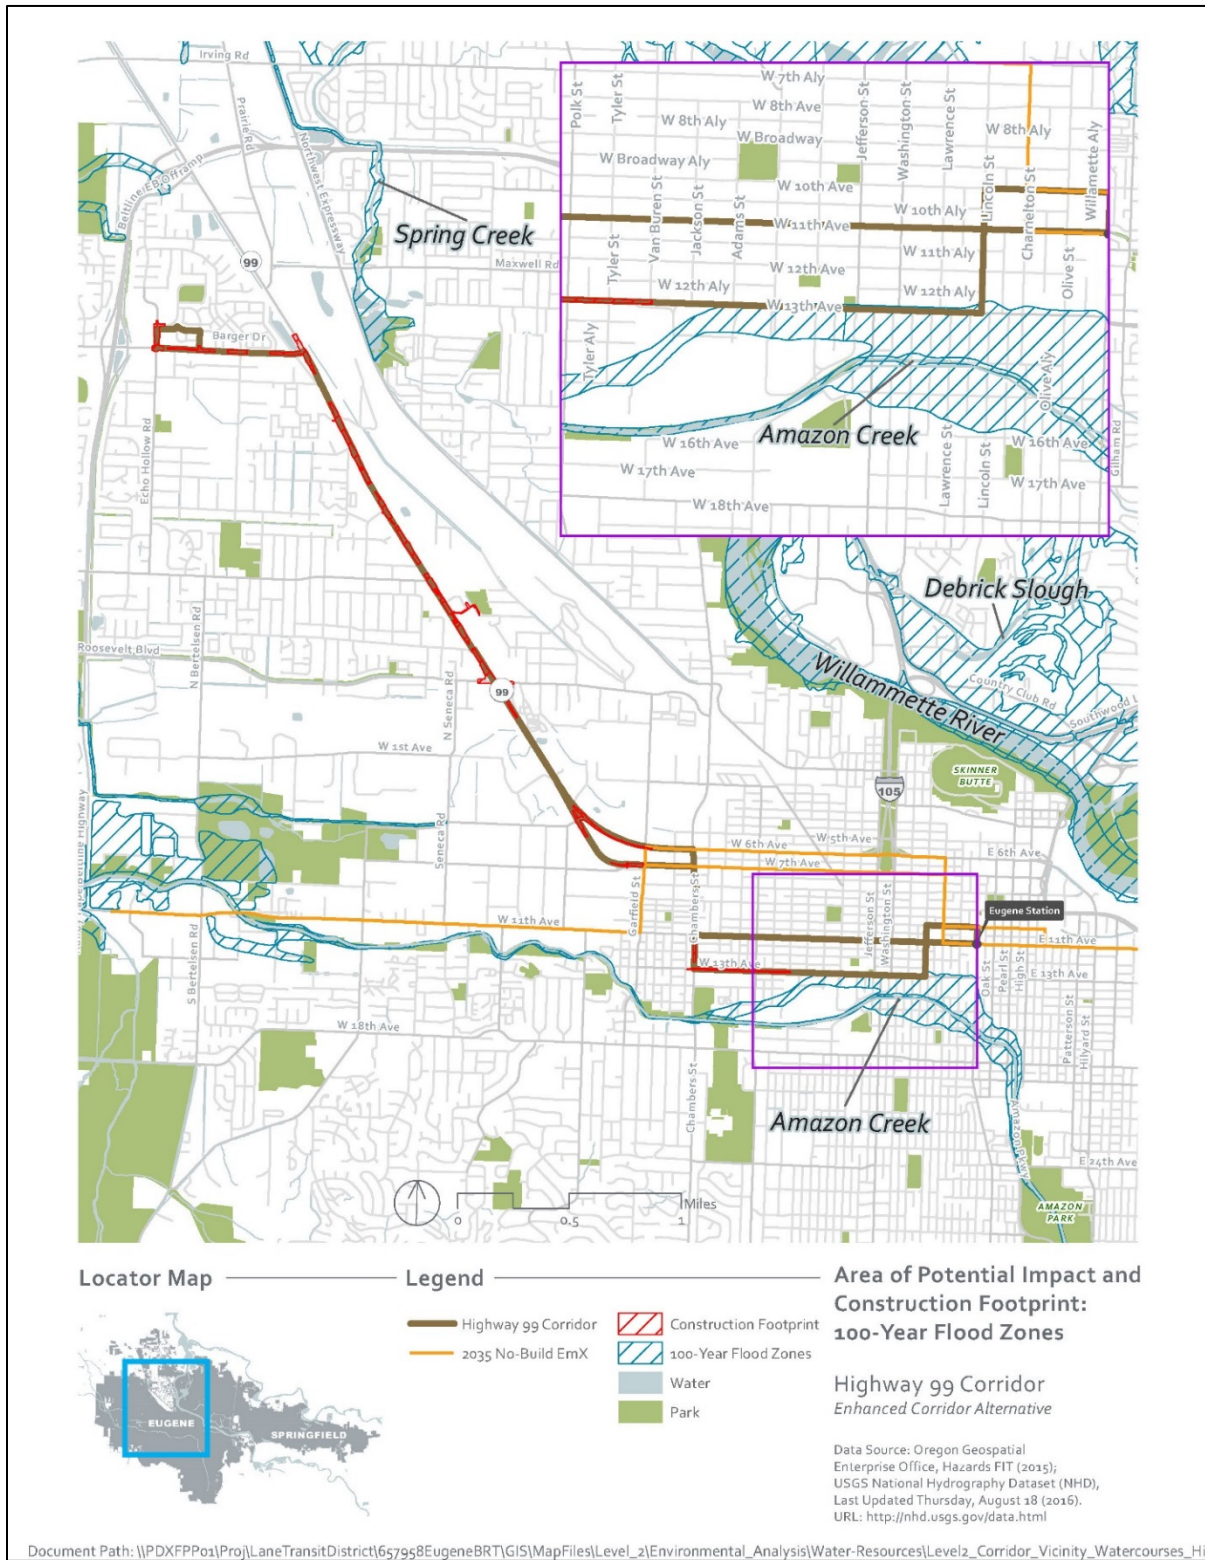 Irving Rd
Prairie Rd
Northwest Expressway
Beltline EB Offramp
Spring Creek
99
Maxwell Rd
Barger Dr
Echo Hollow Rd
W 7th Aly
Polk St
Tyler St
W 8th Ave
W 8th Aly
W Broadway
Jefferson St
Washington St
Lawrence St
W 8th Aly
W Broadway Aly
W 10th Ave
Lincoln St
Charnelton St
Willamette Aly
Van Buren St
Jackson St
Adams St
W 10th Aly
W 11th Ave
Tyler St
W 11th Aly
W 12th Ave
Olive St
W 12th Aly
W 12th Aly
W 13th Ave
Tyler Aly
Olive Aly
Amazon Creek
W 16th Ave
W 16th Ave
Lawrence St
Lincoln St
Gilham Rd
W 17th Ave
W 17th Ave
W 18th Ave
Debrick Slough
Willammette River
Country Club Rd
Southwood L
Roosevelt Blvd
N Bertelsen Rd
N Seneca Rd
99
W 1st Ave
SKINNER
BUTTE
105
Seneca Rd
W 5th Ave
W 6th Ave
E 6th Ave
W 7th Ave
Garfield St
Chambers St
Jefferson St
Washington St
Eugene Station
W 11th Ave
E 11th Ave
S Bertelsen Rd
W 13th Ave
Oak St
Pearl St
High St
E 13th Ave
W 18th Ave
Patterson St
Hilyard St
Chambers St
Amazon Creek
Amazon Pkwy
E 24th Ave
AMAZON
PARK
Miles
0
0.5
1
Locator Map
EUGENE
SPRINGFIELD
Legend
Highway 99 Corridor
2035 No-Build EmX
Construction Footprint
100-Year Flood Zones
Water
Park
Area of Potential Impact and
Construction Footprint:
100-Year Flood Zones
Highway 99 Corridor
Enhanced Corridor Alternative
Data Source: Oregon Geospatial
Enterprise Office, Hazards FIT (2015);
USGS National Hydrography Dataset (NHD),
Last Updated Thursday, August 18 (2016).
URL: http://nhd.usgs.gov/data.html
Document Path: \\PDXFPP01\Proj\LaneTransitDistrict\657958EugeneBRT\GIS\MapFiles\Level_2\Environmental_Analysis\Water-Resources\Level2_Corridor_Vicinity_Watercourses_Hi